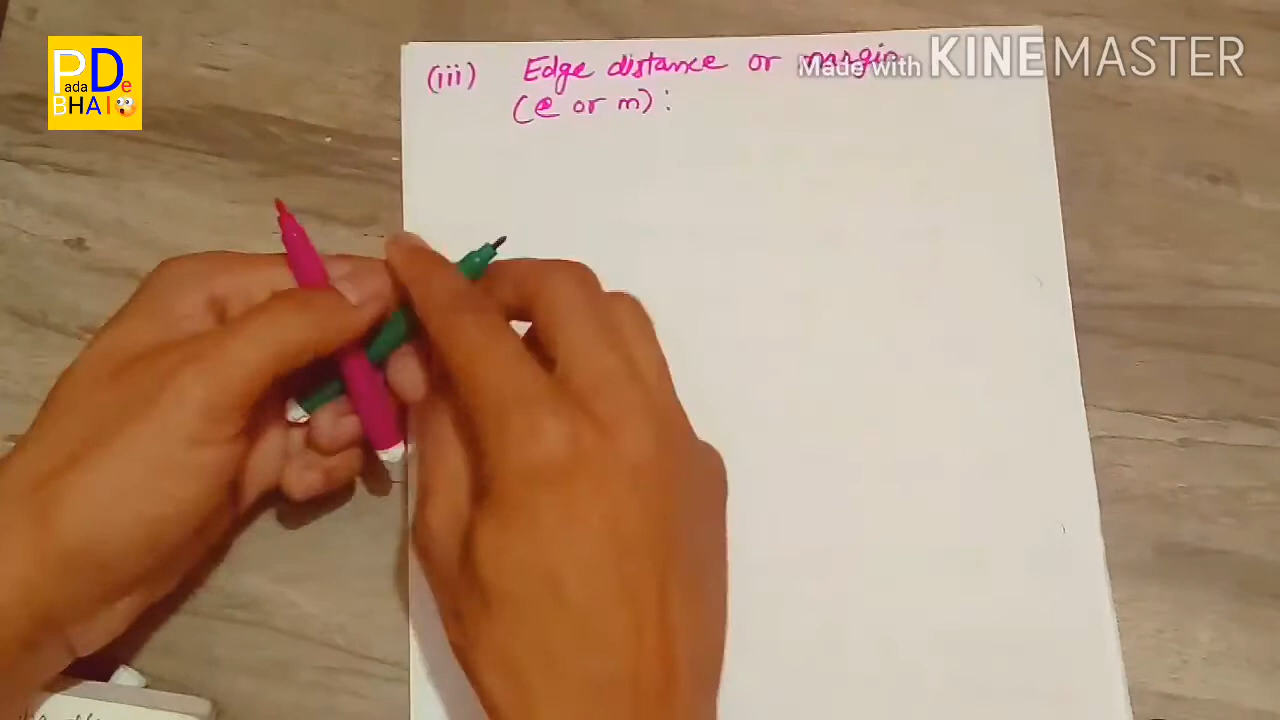 PaDa De
BHAI
Made with KINEMASTER
(iii) Edge distance or margin
(e or m) :